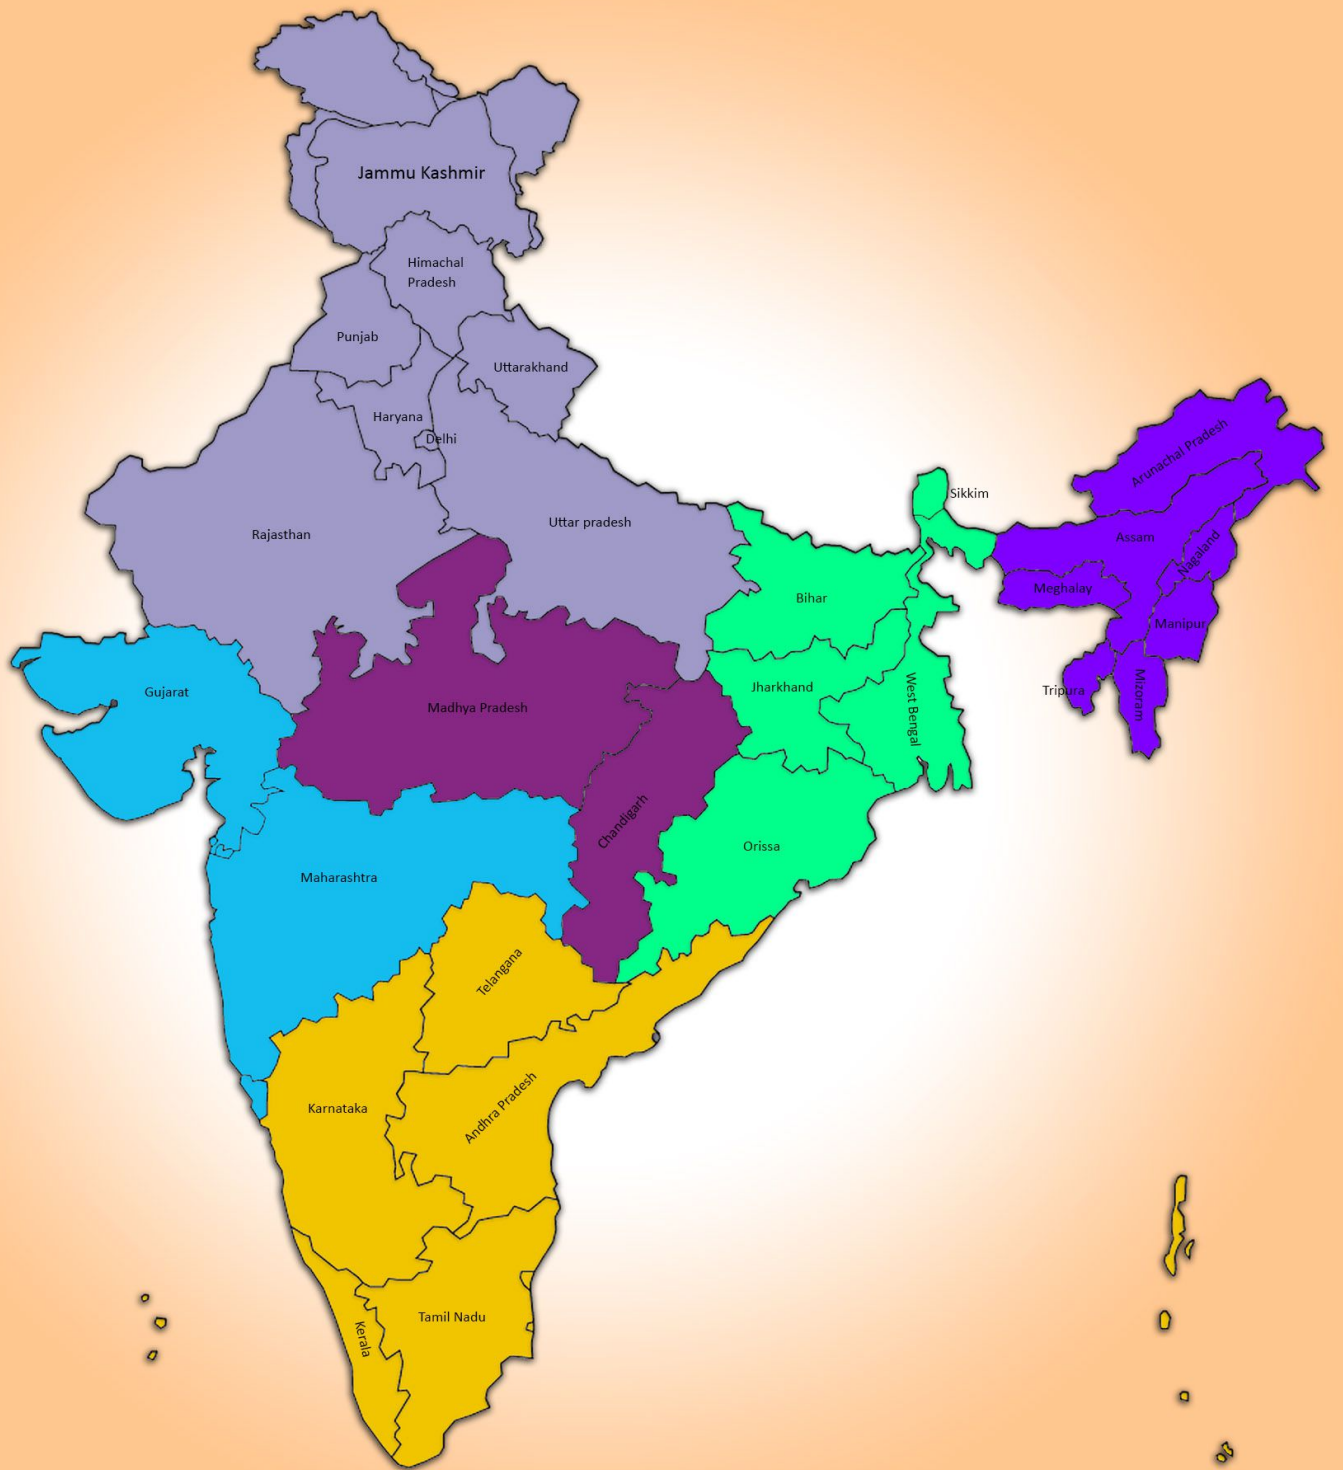 Jammu Kashmir
Himachal
Pradesh
Punjab
Uttarakhand
Haryana
Delhi
Arunachal Pradesh
Sikkim
Rajasthan
Uttar pradesh
Assam
Nagaland
Bihar
Meghalay
Manipur
Gujarat
Madhya Pradesh
Jharkhand
West Bengal
Tripura
Mizoram
Chandigarh
Orissa
Maharashtra
Telangana
Karnataka
Andhra Pradesh
Tamil Nadu
Kerala